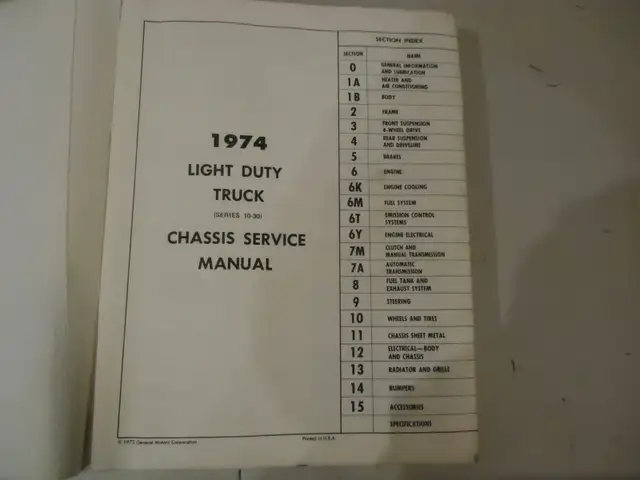 1974
LIGHT DUTY
TRUCK
(SERIES 10-30)
CHASSIS SERVICE
MANUAL
SECTION INDEX
SECTION NAME
0 GENERAL INFORMATION
AND LUBRICATION
1A HEATER AND
AIR CONDITIONING
1B BODY
2 FRAME
3 FRONT SUSPENSION
4-WHEEL DRIVE
4 REAR SUSPENSION
AND DRIVELINE
5 BRAKES
6 ENGINE
6K ENGINE COOLING
6M FUEL SYSTEM
6T EMISSION CONTROL
SYSTEMS
6Y ENGINE ELECTRICAL
7M CLUTCH AND
MANUAL TRANSMISSION
7A AUTOMATIC
TRANSMISSION
8 FUEL TANK AND
EXHAUST SYSTEM
9 STEERING
10 WHEELS AND TIRES
11 CHASSIS SHEET METAL
12 ELECTRICAL—BODY
AND CHASSIS
13 RADIATOR AND GRILLE
14 BUMPERS
15 ACCESSORIES
SPECIFICATIONS
General Motors Corporation
Printed in U.S.A.